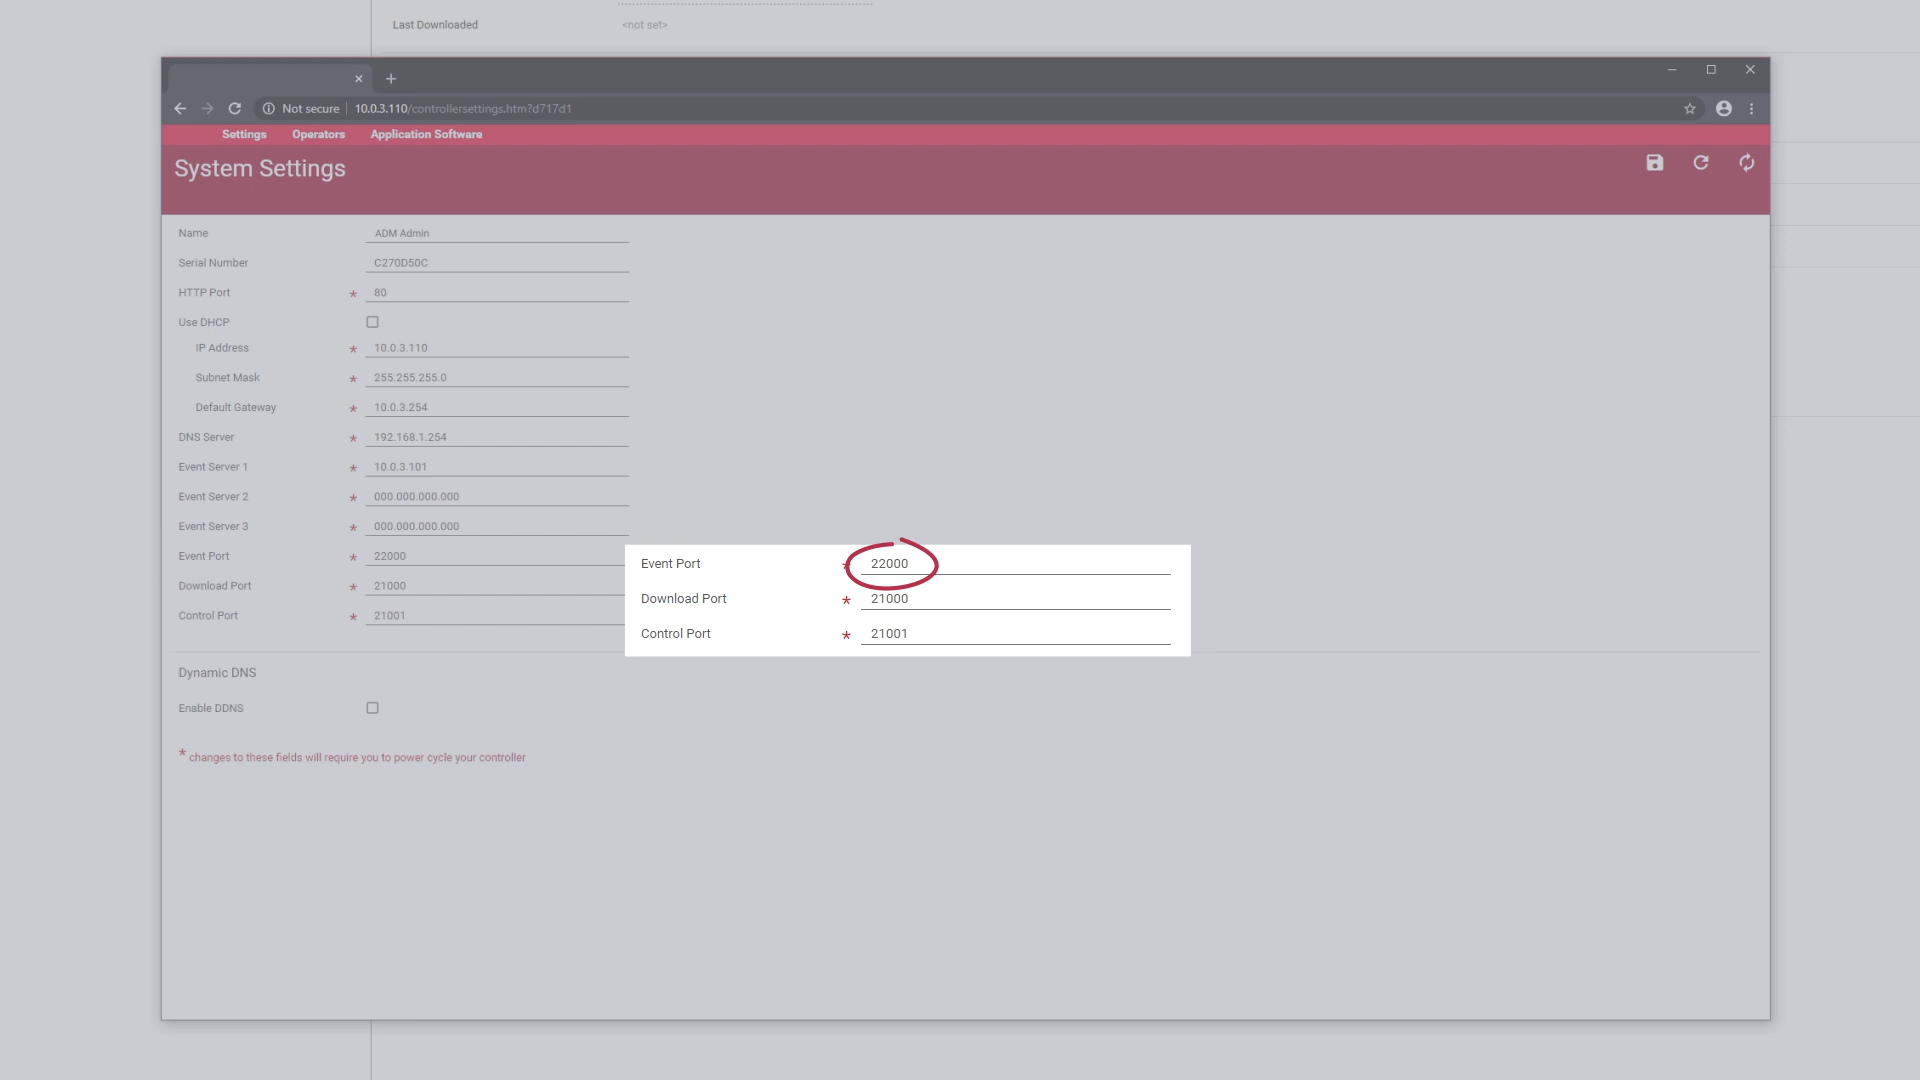 Last Downloaded <not set>
Not secure 10.0.3.110/controllersettings.htm?d717d1
Settings Operators Application Software
System Settings
Name ADM Admin
Serial Number C270D50C
HTTP Port * 80
Use DHCP
IP Address * 10.0.3.110
Subnet Mask * 255.255.255.0
Default Gateway * 10.0.3.254
DNS Server * 192.168.1.254
Event Server 1 * 10.0.3.101
Event Server 2 * 000.000.000.000
Event Server 3 * 000.000.000.000
Event Port * 22000
Download Port * 21000
Control Port * 21001
Event Port * 22000
Download Port * 21000
Control Port * 21001
Dynamic DNS
Enable DDNS
* changes to these fields will require you to power cycle your controller